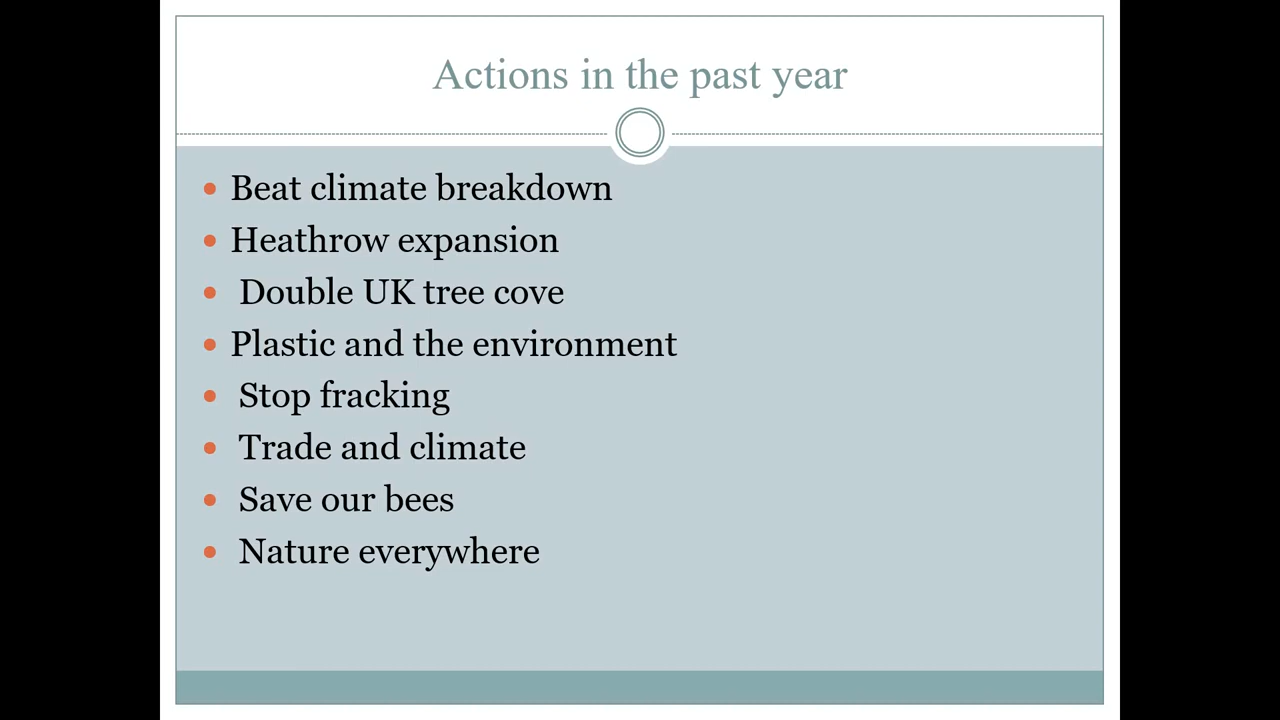 Actions in the past year
Beat climate breakdown
Heathrow expansion
Double UK tree cove
Plastic and the environment
Stop fracking
Trade and climate
Save our bees
Nature everywhere